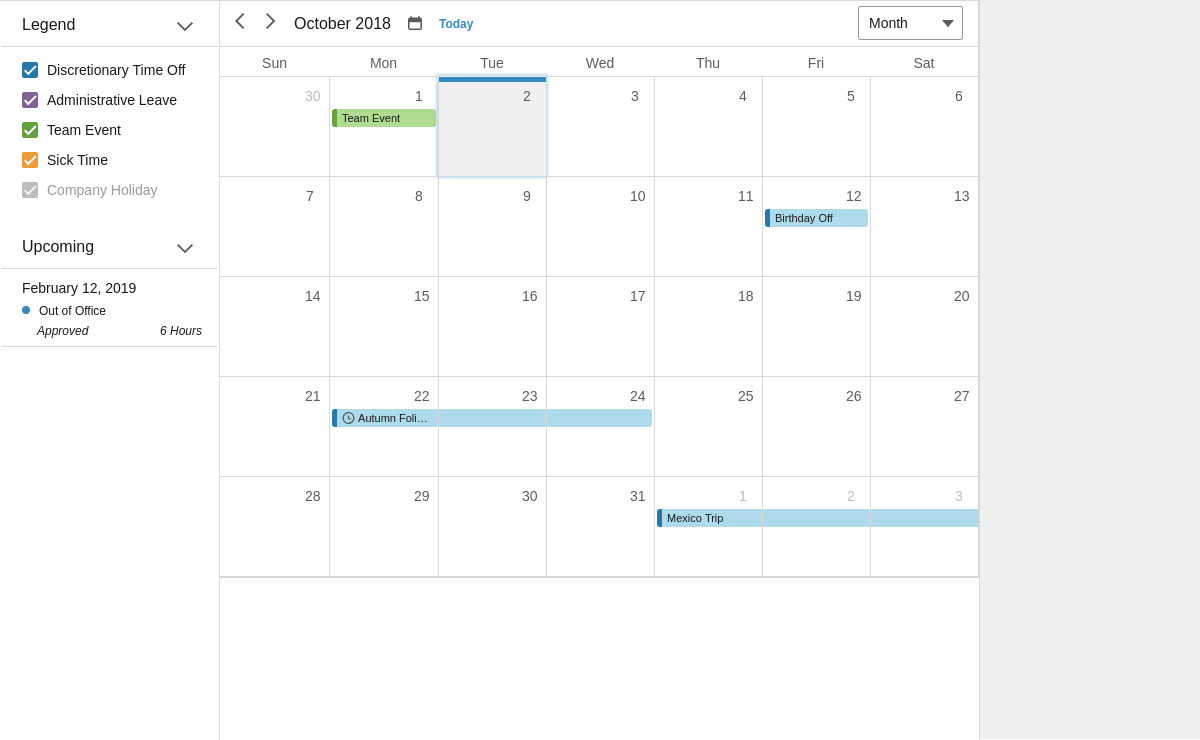 Legend
October 2018 Today Month
Sun Mon Tue Wed Thu Fri Sat
Discretionary Time Off
Administrative Leave
Team Event
Sick Time
Company Holiday
Upcoming
February 12, 2019
Out of Office
Approved 6 Hours
30 1 2 3 4 5 6
Team Event
7 8 9 10 11 12 13
Birthday Off
14 15 16 17 18 19 20
21 22 23 24 25 26 27
Autumn Foli...
28 29 30 31 1 2 3
Mexico Trip